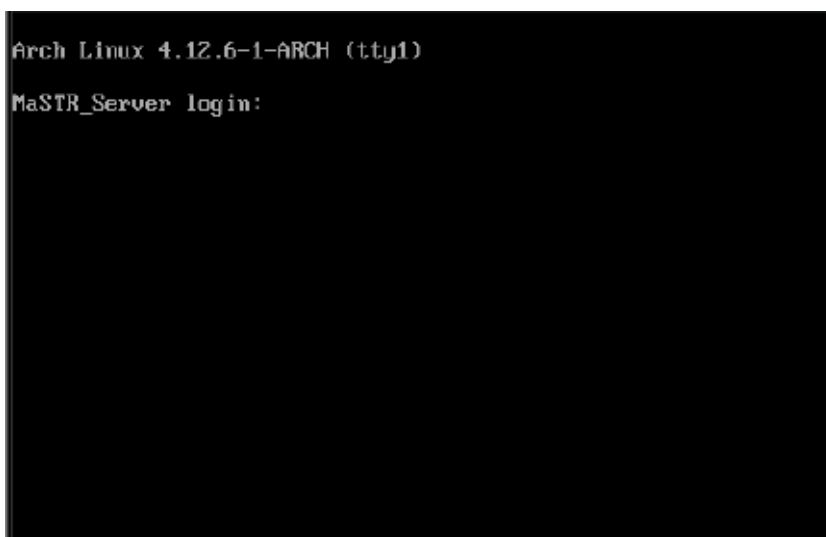 Arch Linux 4.12.6-1-ARCH (tty1)
MaSTR_Server login: